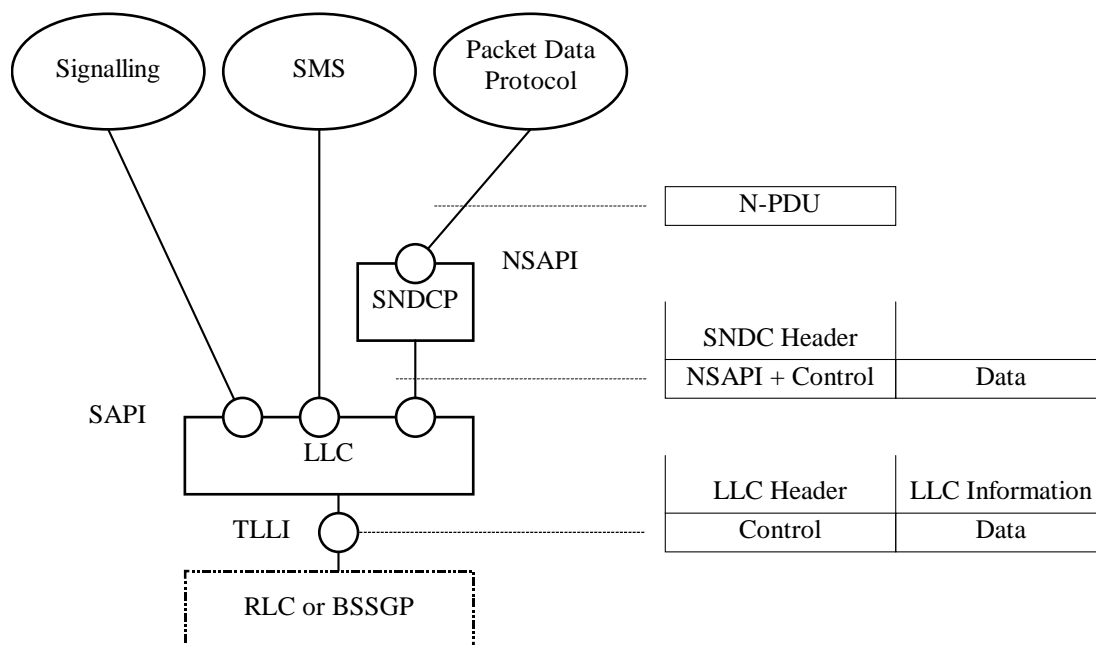 Signalling
SMS
Packet Data
Protocol
N-PDU
NSAPI
SNDCP
SNDC Header
NSAPI + Control
Data
SAPI
LLC
LLC Header
LLC Information
TLLI
Control
Data
RLC or BSSGP